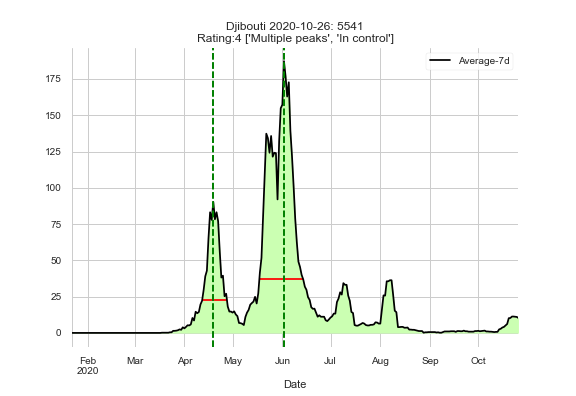 Djibouti 2020-10-26: 5541
Rating:4 ['Multiple peaks', 'In control']
Average-7d
175
150
125
100
75
50
25
0
Feb Mar Apr May Jun Jul Aug Sep Oct
2020
Date